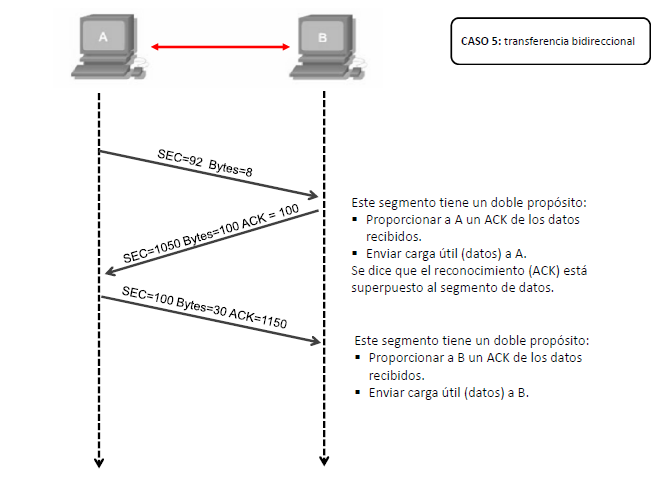 A
B
CASO 5: transferencia bidireccional
SEC=92 Bytes=8
SEC=1050 Bytes=100 ACK = 100
Este segmento tiene un doble propósito:
▪ Proporcionar a A un ACK de los datos
recibidos.
▪ Enviar carga útil (datos) a A.
Se dice que el reconocimiento (ACK) está
superpuesto al segmento de datos.
SEC=100 Bytes=30 ACK=1150
Este segmento tiene un doble propósito:
▪ Proporcionar a B un ACK de los datos
recibidos.
▪ Enviar carga útil (datos) a B.